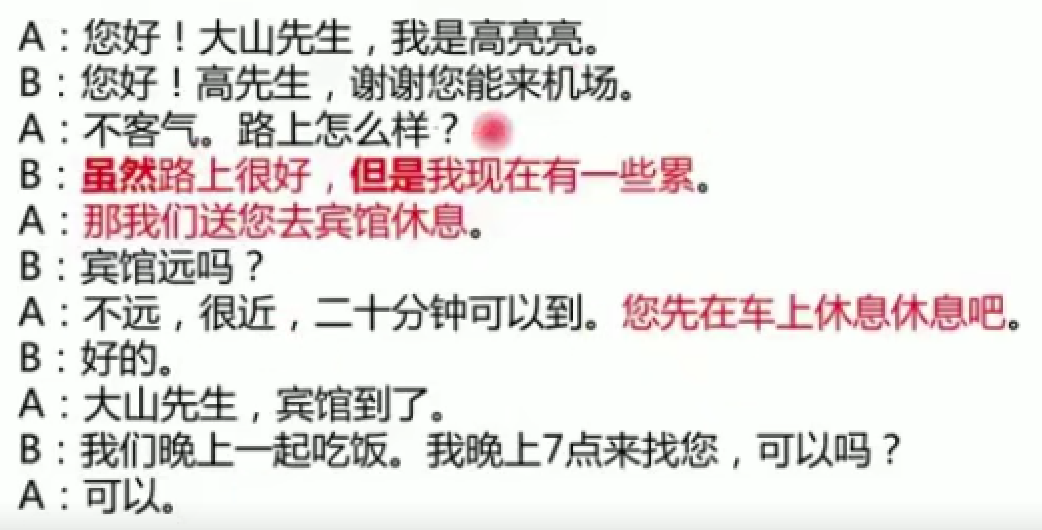 A：您好！大山先生，我是高亮亮。
B：您好！高先生，谢谢您能来机场。
A：不客气。路上怎么样？
B：虽然路上很好，但是我现在有一些累。
A：那我们送您去宾馆休息。
B：宾馆远吗？
A：不远，很近，二十分钟可以到。您先在车上休息休息吧。
B：好的。
A：大山先生，宾馆到了。
B：我们晚上一起吃饭。我晚上7点来找您，可以吗？
A：可以。